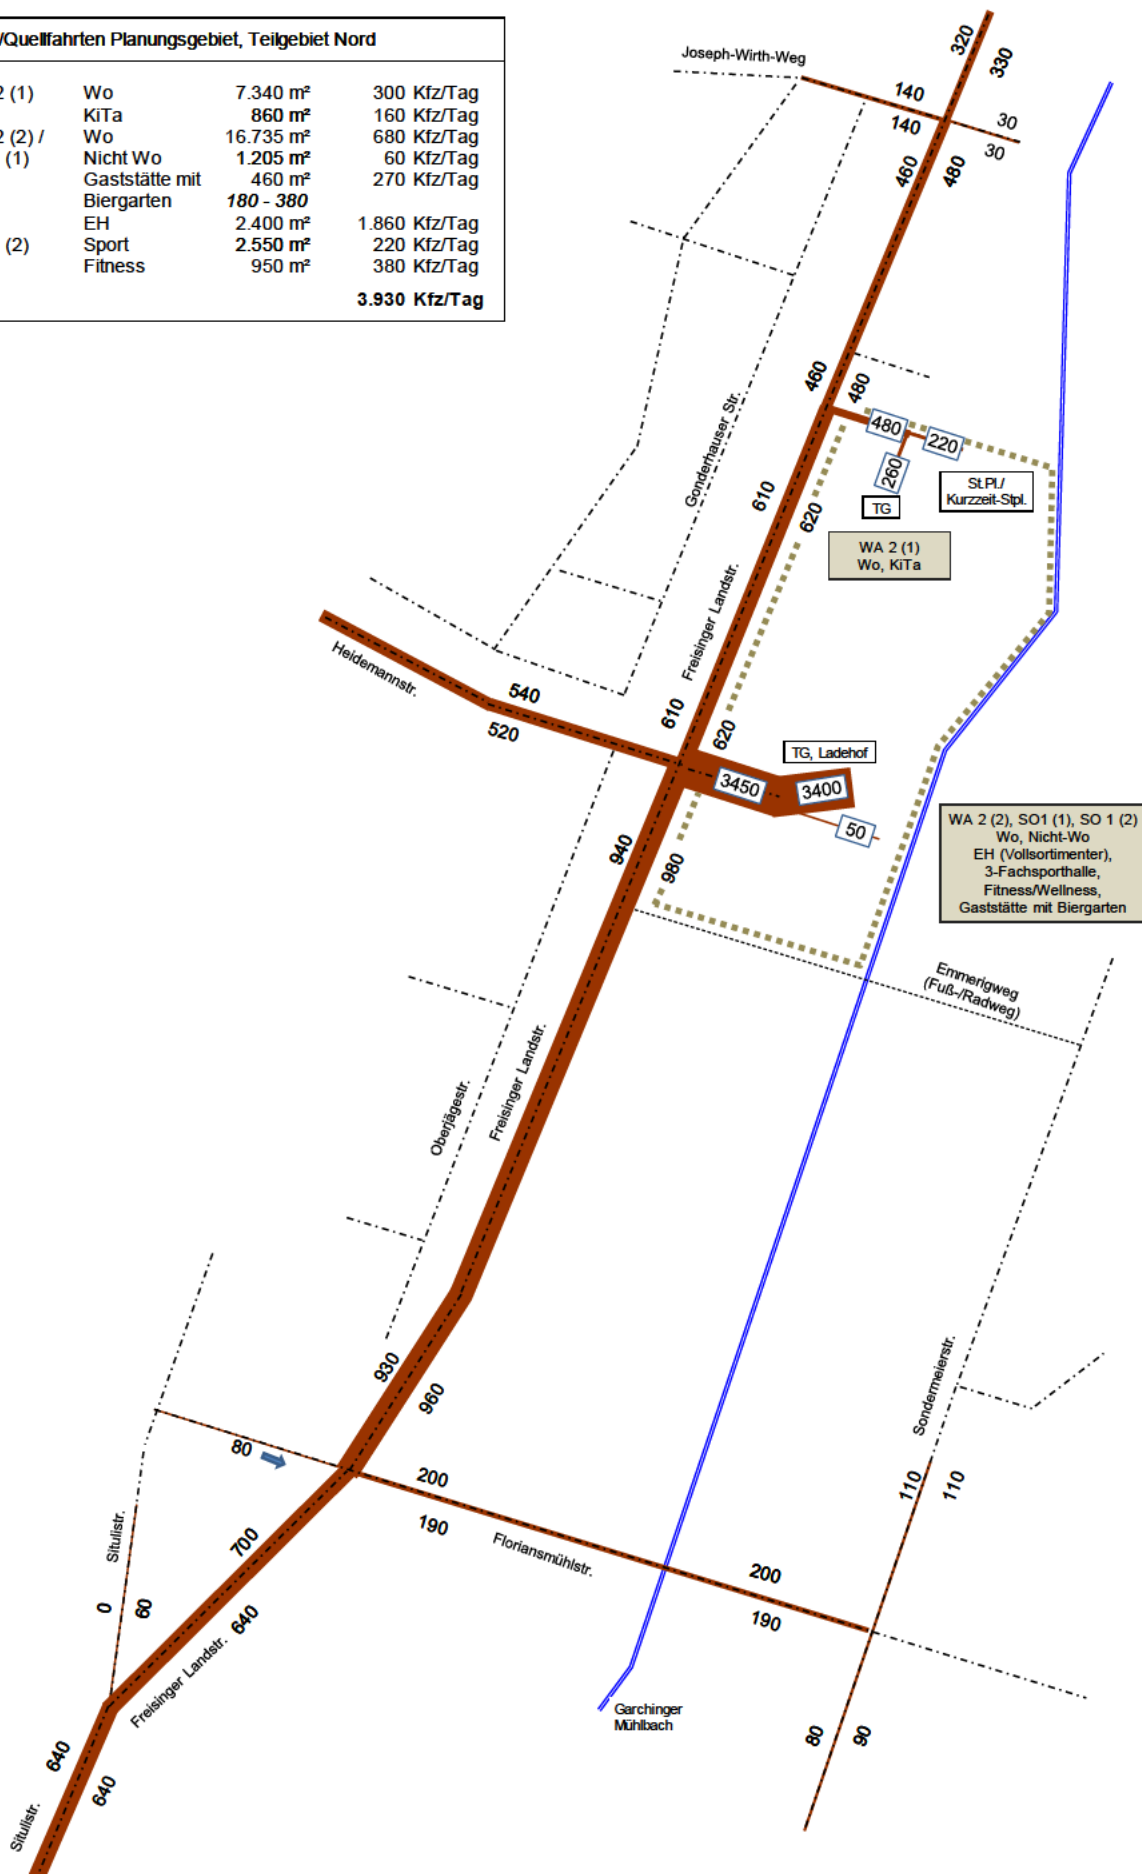 /Quellfahrten Planungsgebiet, Teilgebiet Nord
2 (1) Wo 7.340 m² 300 Kfz/Tag
KiTa 860 m² 160 Kfz/Tag
2 (2) / Wo 16.735 m² 680 Kfz/Tag
(1) Nicht Wo 1.205 m² 60 Kfz/Tag
Gaststätte mit 460 m² 270 Kfz/Tag
Biergarten 180 - 380
EH 2.400 m² 1.860 Kfz/Tag
(2) Sport 2.550 m² 220 Kfz/Tag
Fitness 950 m² 380 Kfz/Tag
3.930 Kfz/Tag
320
330
Joseph-Wirth-Weg
140
140
30
30
460
480
460
480
480
220
260
St.Pl./
Kurzzeit-Stpl.
TG
WA 2 (1)
Wo, KiTa
Gonderhauser Str.
610
620
Freisinger Landstr.
Heidemannstr.
540
520
610
620
TG, Ladehof
3450
3400
50
940
980
WA 2 (2), SO1 (1), SO 1 (2)
Wo, Nicht-Wo
EH (Vollsortimenter),
3-Fachsporthalle,
Fitness/Wellness,
Gaststätte mit Biergarten
Emmerigweg
(Fuß-/Radweg)
Oberjägestr.
Freisinger Landstr.
930
960
Sondermeierstr.
80
200
190
110
110
Floriansmühlstr.
Situlistr.
700
640
0
60
200
190
Freisinger Landstr.
Garchinger
Mühlbach
80
90
640
640
Situlistr.